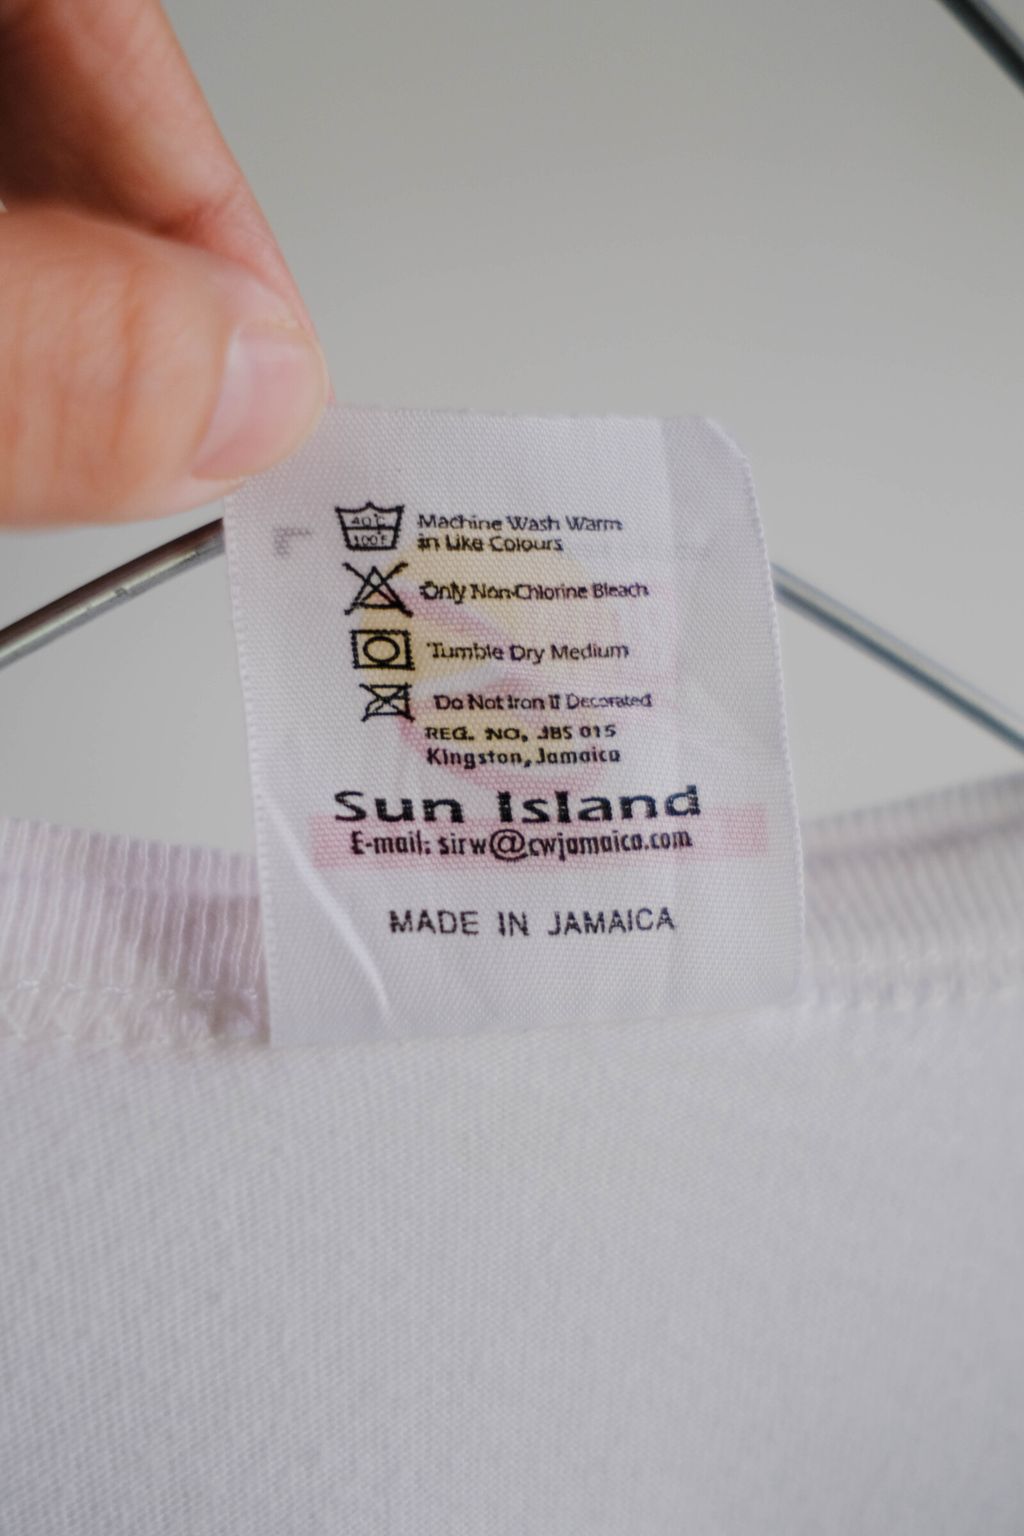 40°C
100°F
Machine Wash Warm
in Like Colours
Only Non-Chlorine Bleach
Tumble Dry Medium
Do Not Iron If Decorated
REG. NO, JBS 015
Kingston, Jamaica
Sun Island
E-mail: sirw@cwjamaica.com
MADE IN JAMAICA